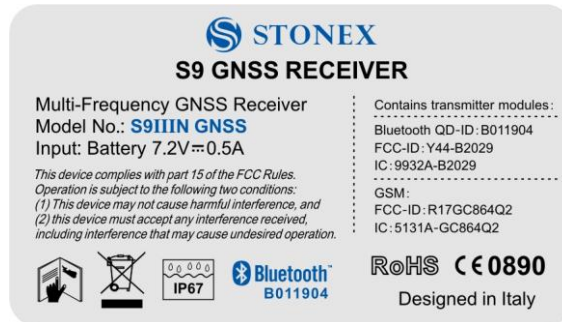 STONEX
S9 GNSS RECEIVER
Multi-Frequency GNSS Receiver
Model No.: S9IIIN GNSS
Input: Battery 7.2V⎓0.5A
This device complies with part 15 of the FCC Rules.
Operation is subject to the following two conditions:
(1) This device may not cause harmful interference, and
(2) this device must accept any interference received,
including interference that may cause undesired operation.
Contains transmitter modules:
Bluetooth QD-ID: B011904
FCC-ID: Y44-B2029
IC: 9932A-B2029
GSM:
FCC-ID: R17GC864Q2
IC: 5131A-GC864Q2
IP67
Bluetooth™
B011904
RoHS CE0890
Designed in Italy